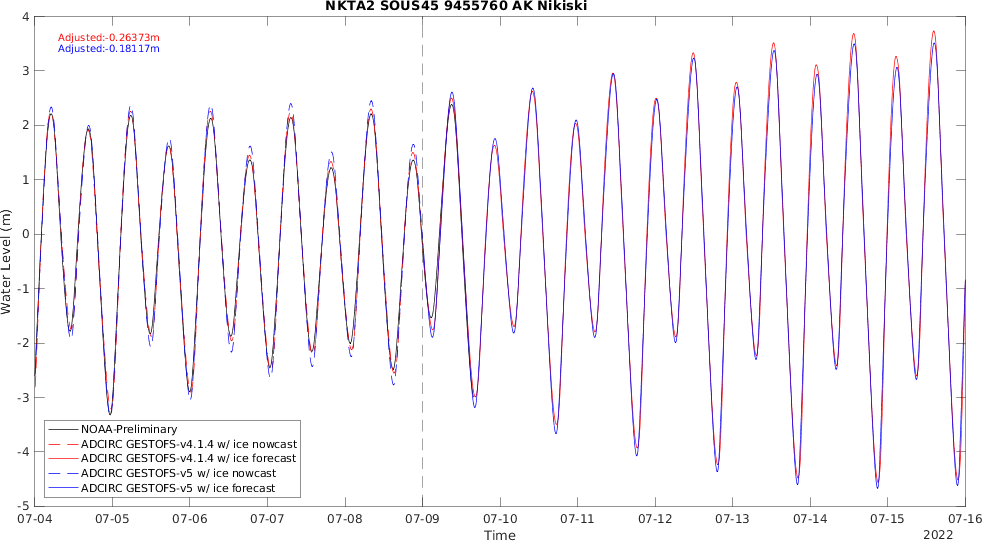 NKTA2 SOUS45 9455760 AK Nikiski
Adjusted:-0.26373m
Adjusted:-0.18117m
4
3
2
1
0
-1
-2
-3
-4
-5
Water Level (m)
NOAA-Preliminary
ADCIRC GESTOFS-v4.1.4 w/ ice nowcast
ADCIRC GESTOFS-v4.1.4 w/ ice forecast
ADCIRC GESTOFS-v5 w/ ice nowcast
ADCIRC GESTOFS-v5 w/ ice forecast
07-04 07-05 07-06 07-07 07-08 07-09 07-10 07-11 07-12 07-13 07-14 07-15 07-16
Time
2022